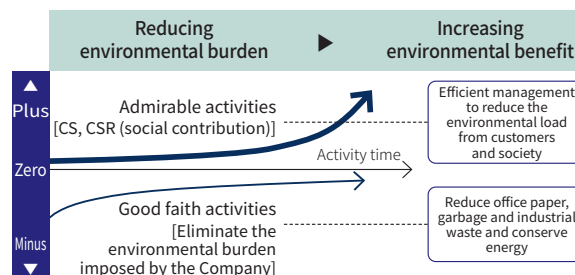 Reducing
environmental burden
▶
Increasing
environmental benefit
▲
Plus
Zero
Minus
▼
Admirable activities
[CS, CSR (social contribution)]
Activity time
Good faith activities
[Eliminate the
environmental burden
imposed by the Company]
Efficient management
to reduce the
environmental load
from customers
and society
Reduce office paper,
garbage and industrial
waste and conserve
energy